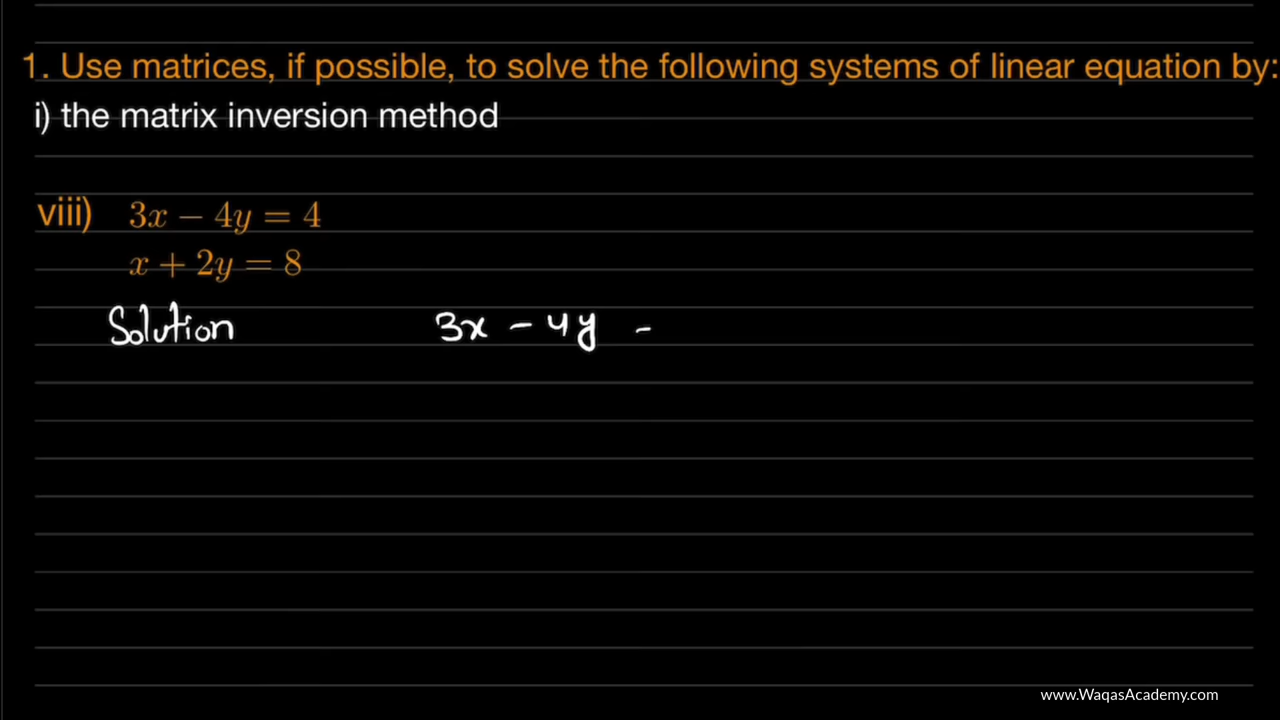 1. Use matrices, if possible, to solve the following systems of linear equation by:
i) the matrix inversion method
viii) 3x − 4y = 4
x + 2y = 8
Solution 3x - 4y -
www.WaqasAcademy.com